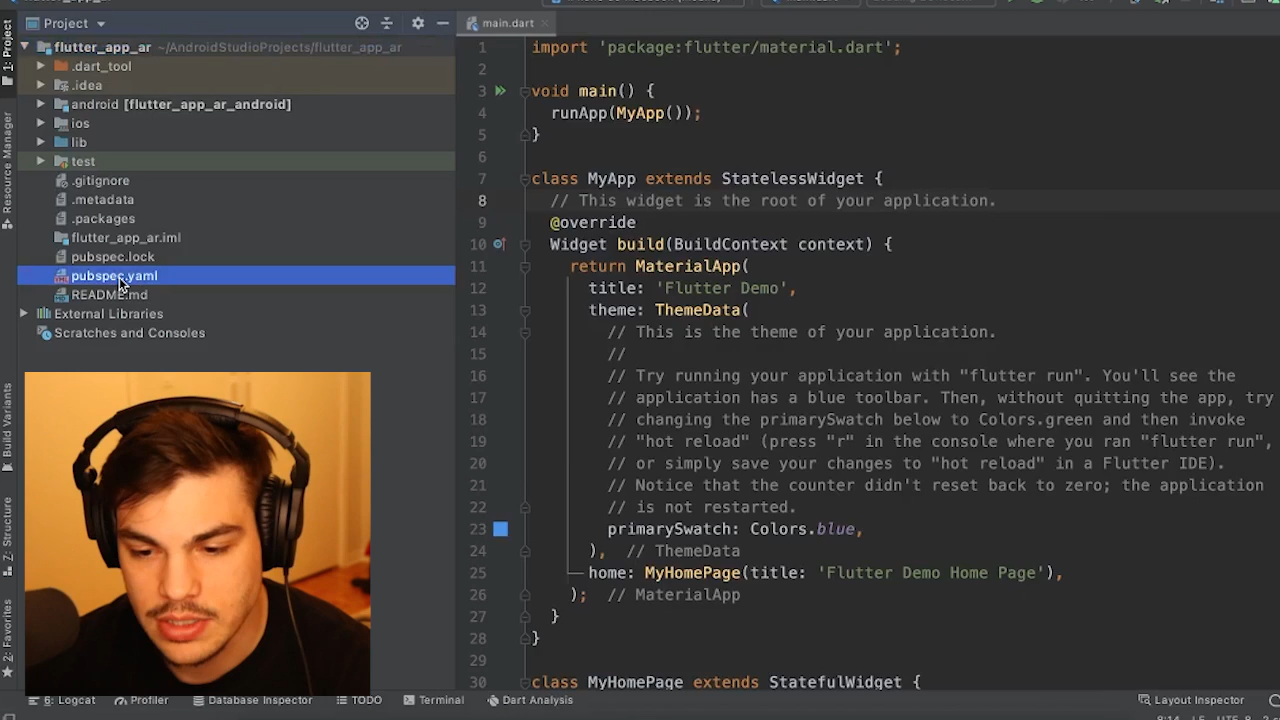 Project
main.dart
1: Project
Resource Manager
Build Variants
7: Structure
2: Favorites
flutter_app_ar ~/AndroidStudioProjects/flutter_app_ar
.dart_tool
.idea
android [flutter_app_ar_android]
ios
lib
test
.gitignore
.metadata
.packages
flutter_app_ar.iml
pubspec.lock
pubspec.yaml
README.md
External Libraries
Scratches and Consoles
1 import 'package:flutter/material.dart';
2
3 void main() {
4 runApp(MyApp());
5 }
6
7 class MyApp extends StatelessWidget {
8 // This widget is the root of your application.
9 @override
10 Widget build(BuildContext context) {
11 return MaterialApp(
12 title: 'Flutter Demo',
13 theme: ThemeData(
14 // This is the theme of your application.
15 //
16 // Try running your application with "flutter run". You'll see the
17 // application has a blue toolbar. Then, without quitting the app, try
18 // changing the primarySwatch below to Colors.green and then invoke
19 // "hot reload" (press "r" in the console where you ran "flutter run",
20 // or simply save your changes to "hot reload" in a Flutter IDE).
21 // Notice that the counter didn't reset back to zero; the application
22 // is not restarted.
23 primarySwatch: Colors.blue,
24 ), // ThemeData
25 home: MyHomePage(title: 'Flutter Demo Home Page'),
26 ); // MaterialApp
27 }
28 }
29
30 class MyHomePage extends StatefulWidget {
6: Logcat Profiler Database Inspector TODO Terminal Dart Analysis Layout Inspector